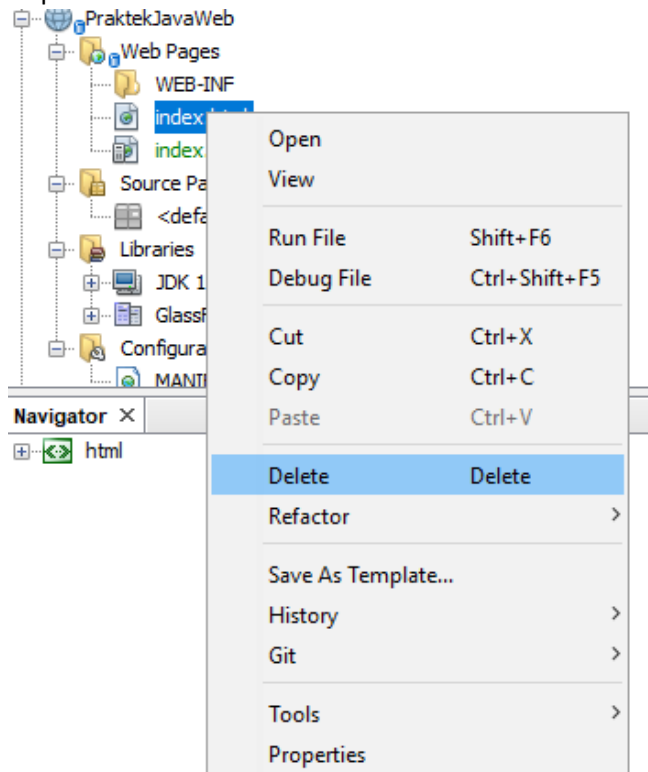 PraktekJavaWeb
Web Pages
WEB-INF
index.html
index.
Source Pa
<defa
Libraries
JDK 1
Glassf
Configura
MANIF
Navigator ×
html
Open
View
Run File Shift+F6
Debug File Ctrl+Shift+F5
Cut Ctrl+X
Copy Ctrl+C
Paste Ctrl+V
Delete Delete
Refactor >
Save As Template...
History >
Git >
Tools >
Properties